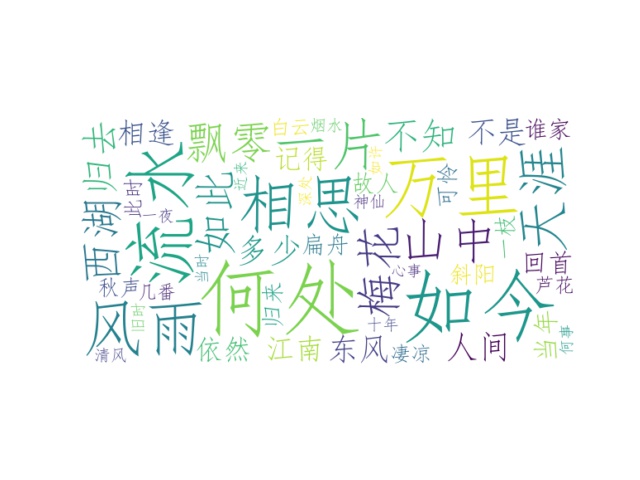 归去
相逢
飘零
白云
烟水
一片
不知
不是
谁家
流水
近来
记得
故人
可怜
万里
天涯
西湖
此时
一夜
如此
相思
神仙
梅花
山中
一枝
多少
扁舟
当时
心事
斜阳
回首
芦花
秋声
几番
风雨
旧时
何处
归来
如今
清风
依然
江南
十年
东风
凄凉
人间
当年
何事